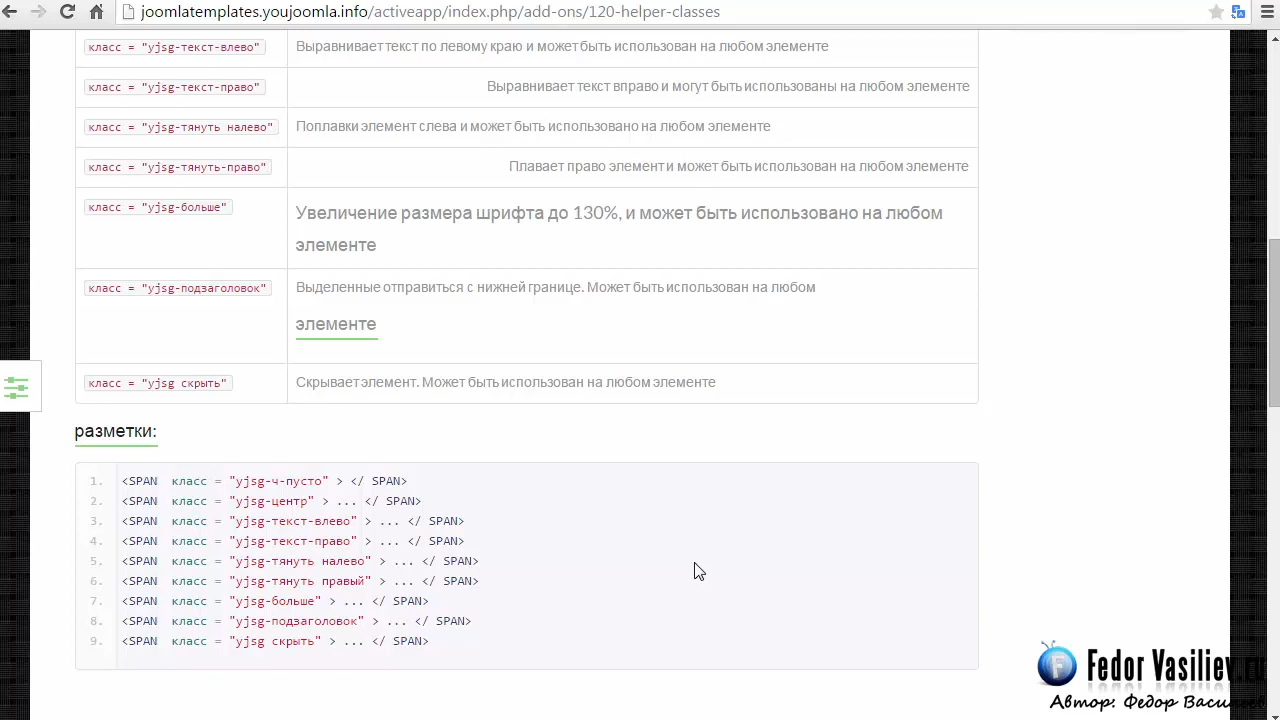 joomlatemplates.youjoomla.info/activeapp/index.php/add-ons/120-helper-class
класс = "yjsg-текст-влево" Выравнивает текст по левому краю и может быть использован на любом элементе
класс = "yjsg-текст-право" Выравнивает текст вправо и могут быть использованы на любом элементе
класс = "yjsg-тянуть налево" Поплавки элемент слева и может быть использовано на любом элементе
класс = "yjsg-тянуть-право" Плавает право элемент и может быть использован на любом элементе
класс = "yjsg-больше" Увеличение размера шрифта до 130%, и может быть использовано на любом
элементе
класс = "yjsg-подзаголовок Выделенные отправиться с нижней границе. Может быть использован на любом
элементе
класс = "yjsg-скрыть" Скрывает элемент. Может быть использован на любом элементе
разметки:
1. <SPAN класс = "yjsg-ч-пусто" > </ SPAN>
2. <SPAN класс = "yjsg-центр" > ... </ SPAN>
3. <SPAN класс = "yjsg-текст-влево" > ... </ SPAN>
4. <SPAN класс = "yjsg-текст-право" > ... </ SPAN>
5. <SPAN класс = "yjsg-тянуть налево" > ... </ SPAN>
6. <SPAN класс = "yjsg-тянуть право" > ... </ SPAN>
7. <SPAN класс = "yjsg-больше" > ... </ SPAN>
8. <SPAN класс = "yjsg-подзаголовок > ... </ SPAN>
9. <SPAN класс = "yjsg-скрыть" > ... </ SPAN>
F Fedor Vasiliev
Автор: Федор